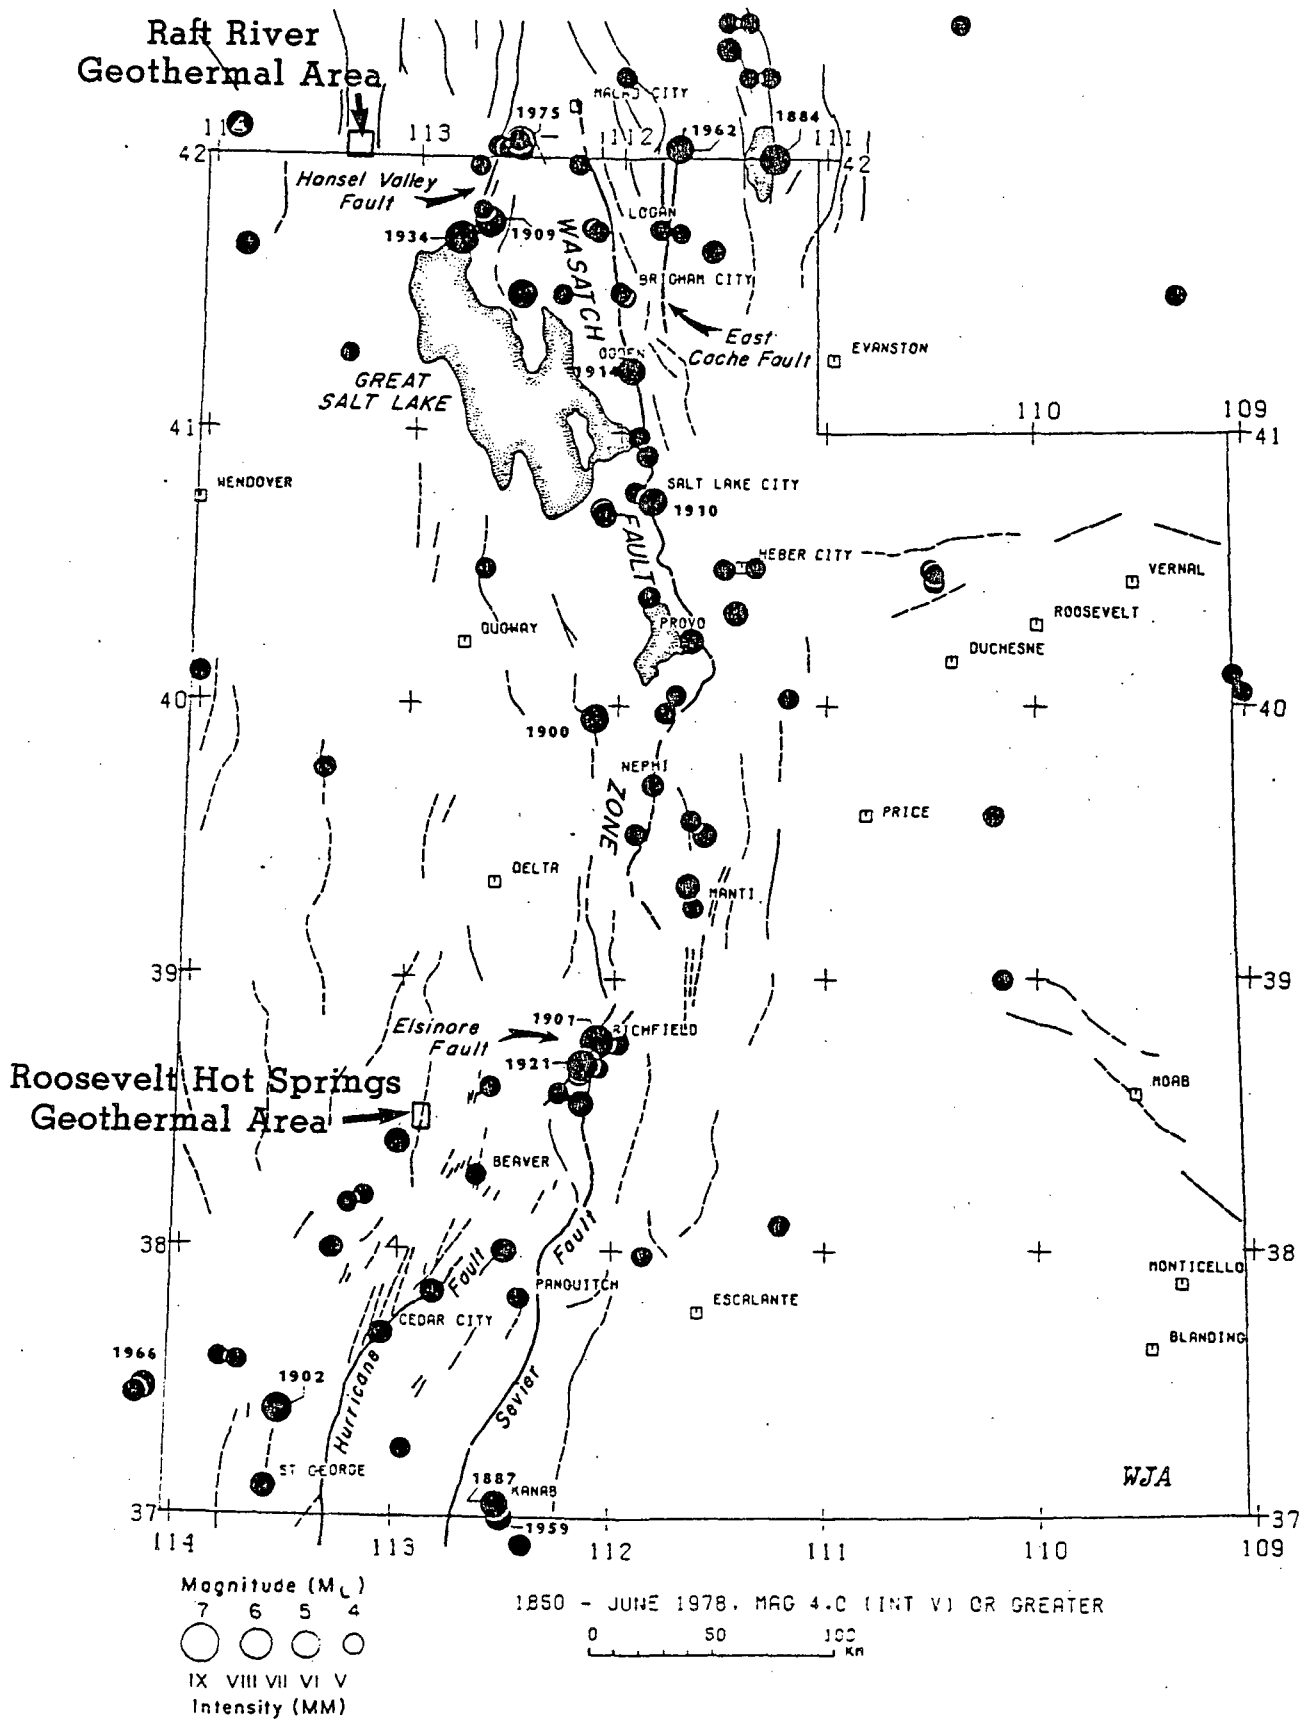 Raft River
Geothermal Area
113
1975
MALAD CITY
112
1962
1884
111
42
42
Hansel Valley
Fault
1934
1909
WASATCH
LOGAN
BRIGHAM CITY
East
Cache Fault
OGDEN
1914
EVANSTON
GREAT
SALT LAKE
110
109
41
41
WENDOVER
SALT LAKE CITY
1910
FAULT
HEBER CITY
VERNAL
ROOSEVELT
DUGWAY
PROVO
DUCHESNE
40
40
1900
NEPHI
ZONE
PRICE
DELTA
MANTI
39
39
1901
RICHFIELD
Elsinore
Fault
1921
MOAB
Roosevelt Hot Springs
Geothermal Area
BEAVER
38
38
Fault
Fault
MONTICELLO
PANGUITCH
ESCALANTE
CEDAR CITY
BLANDING
1966
1902
Hurricane
Sevier
ST GEORGE
WJA
1887
KANAB
1959
37
37
114
113
112
111
110
109
Magnitude (ML)
7 6 5 4
1850 - JUNE 1978, MAG 4.0 (INT V) OR GREATER
0 50 100
KM
IX VIII VII VI V
Intensity (MM)